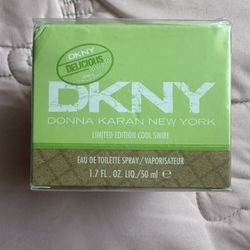 DKNY
DELICIOUS
DKNY
DONNA KARAN NEW YORK
LIMITED EDITION COOL SWIRL
EAU DE TOILETTE SPRAY / VAPORISATEUR
1.7 FL. OZ. LIQ./50 ml e